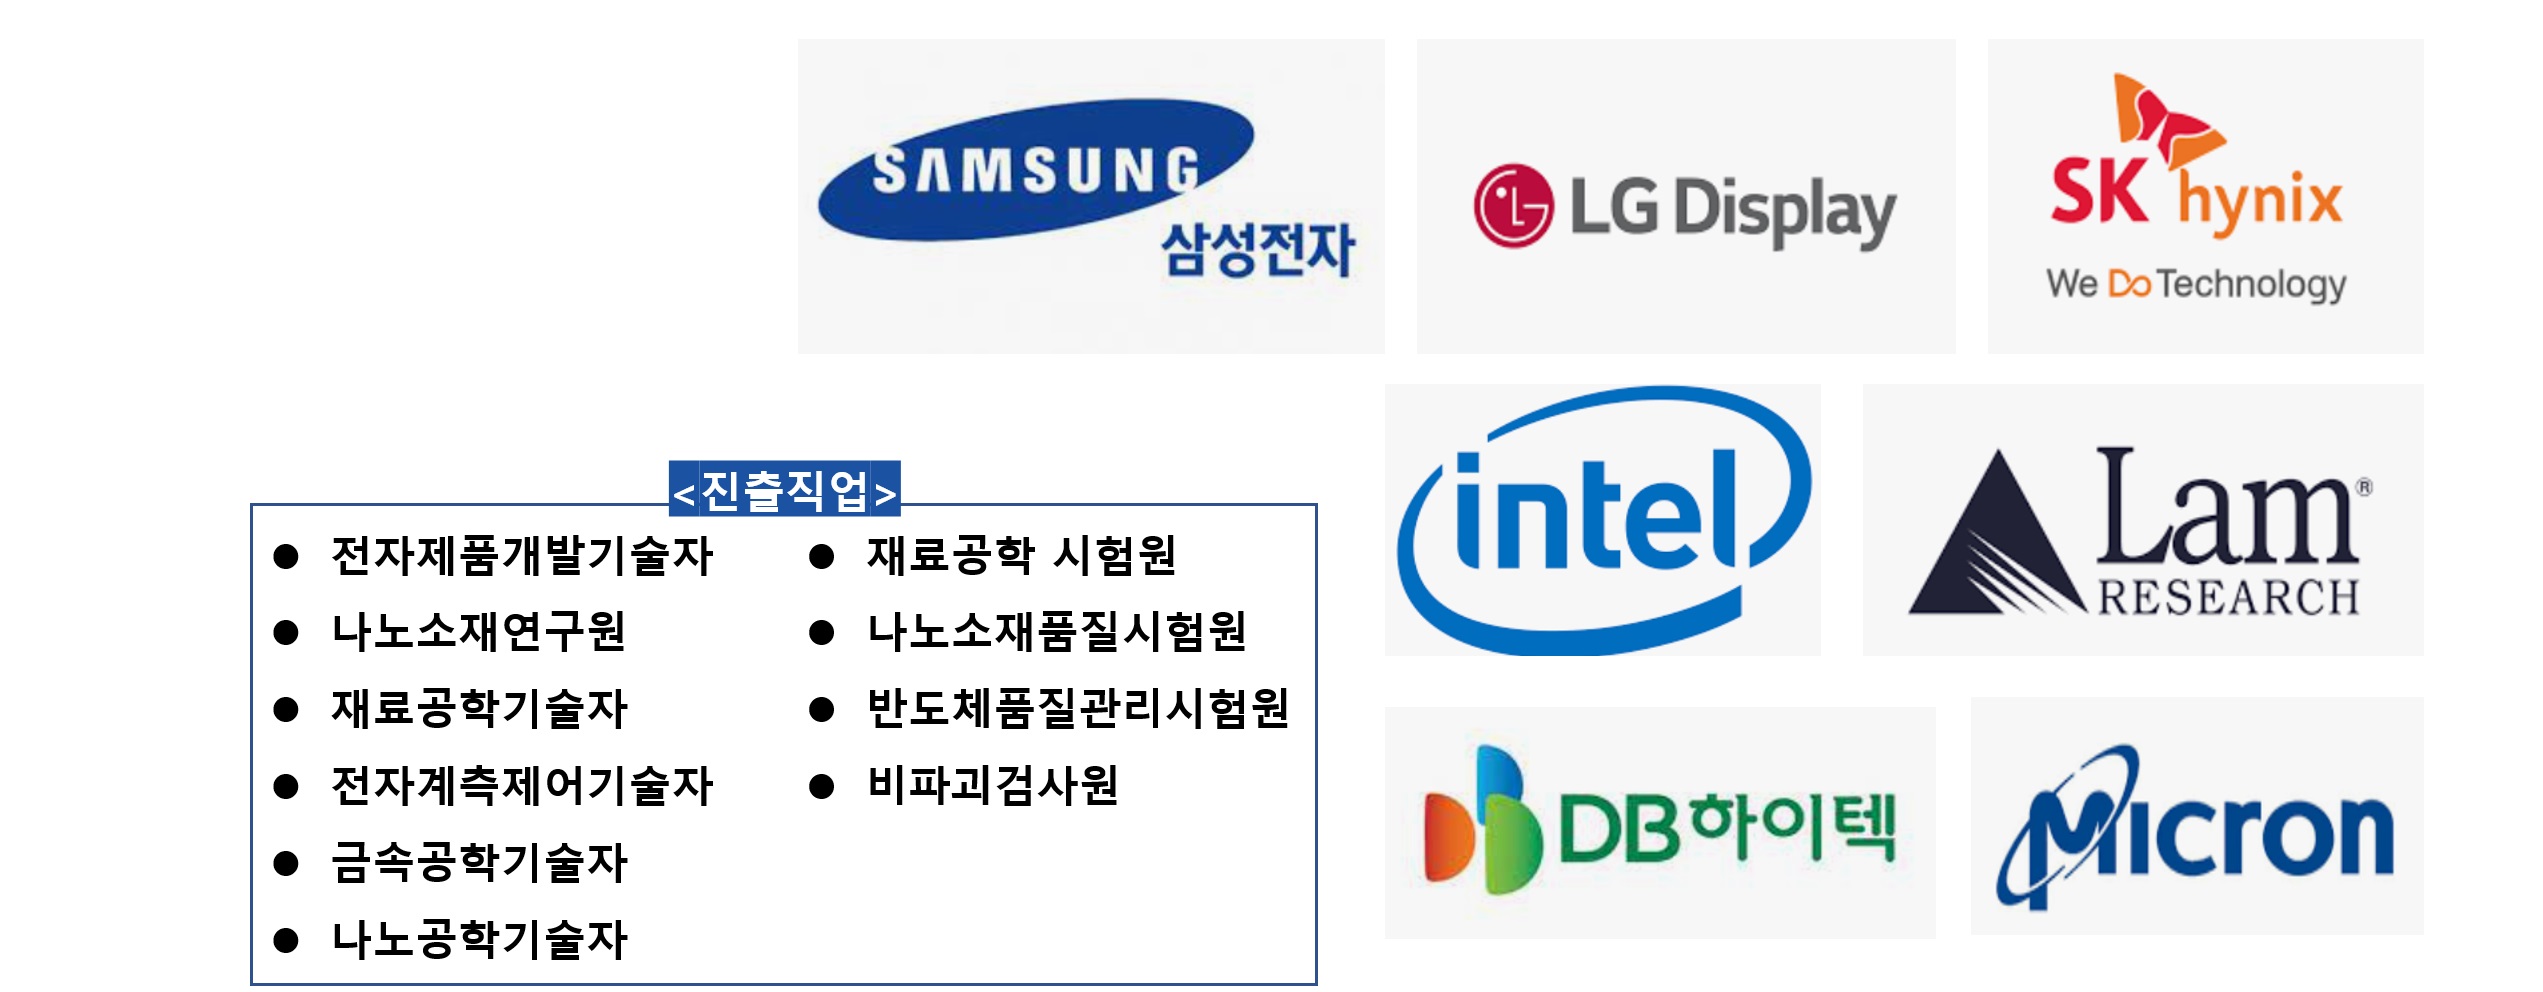 SAMSUNG
삼성전자
LG Display
SK hynix
We Do Technology
intel
Lam®
RESEARCH
DB하이텍
Micron
<진출직업>
● 전자제품개발기술자
● 나노소재연구원
● 재료공학기술자
● 전자계측제어기술자
● 금속공학기술자
● 나노공학기술자
● 재료공학 시험원
● 나노소재품질시험원
● 반도체품질관리시험원
● 비파괴검사원